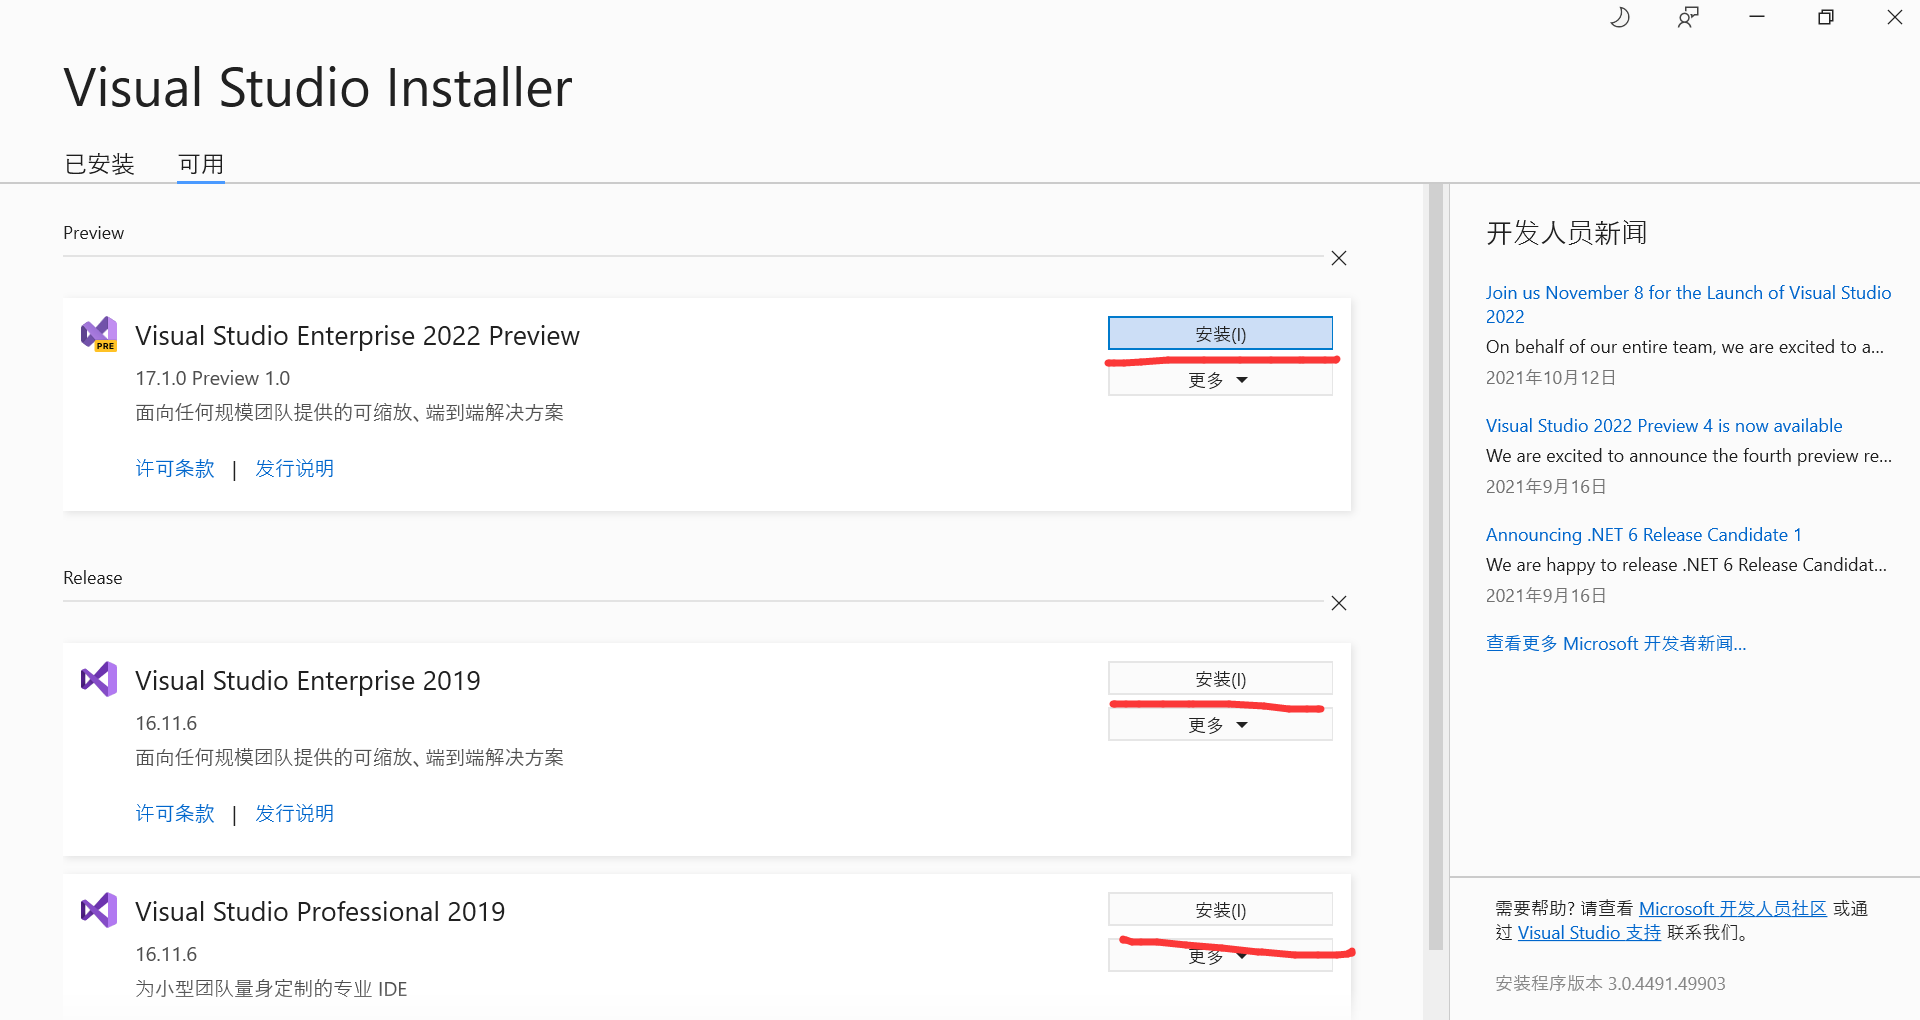 Visual Studio Installer
已安装 可用
Preview
Visual Studio Enterprise 2022 Preview
PRE
安装(I)
17.1.0 Preview 1.0
更多
面向任何规模团队提供的可缩放、端到端解决方案
许可条款 | 发行说明
Release
Visual Studio Enterprise 2019
安装(I)
16.11.6
更多
面向任何规模团队提供的可缩放、端到端解决方案
许可条款 | 发行说明
Visual Studio Professional 2019
安装(I)
16.11.6
更多
为小型团队量身定制的专业 IDE
开发人员新闻
Join us November 8 for the Launch of Visual Studio
2022
On behalf of our entire team, we are excited to a...
2021年10月12日
Visual Studio 2022 Preview 4 is now available
We are excited to announce the fourth preview re...
2021年9月16日
Announcing .NET 6 Release Candidate 1
We are happy to release .NET 6 Release Candidat...
2021年9月16日
查看更多 Microsoft 开发者新闻...
需要帮助? 请查看 Microsoft 开发人员社区 或通
过 Visual Studio 支持 联系我们。
安装程序版本 3.0.4491.49903